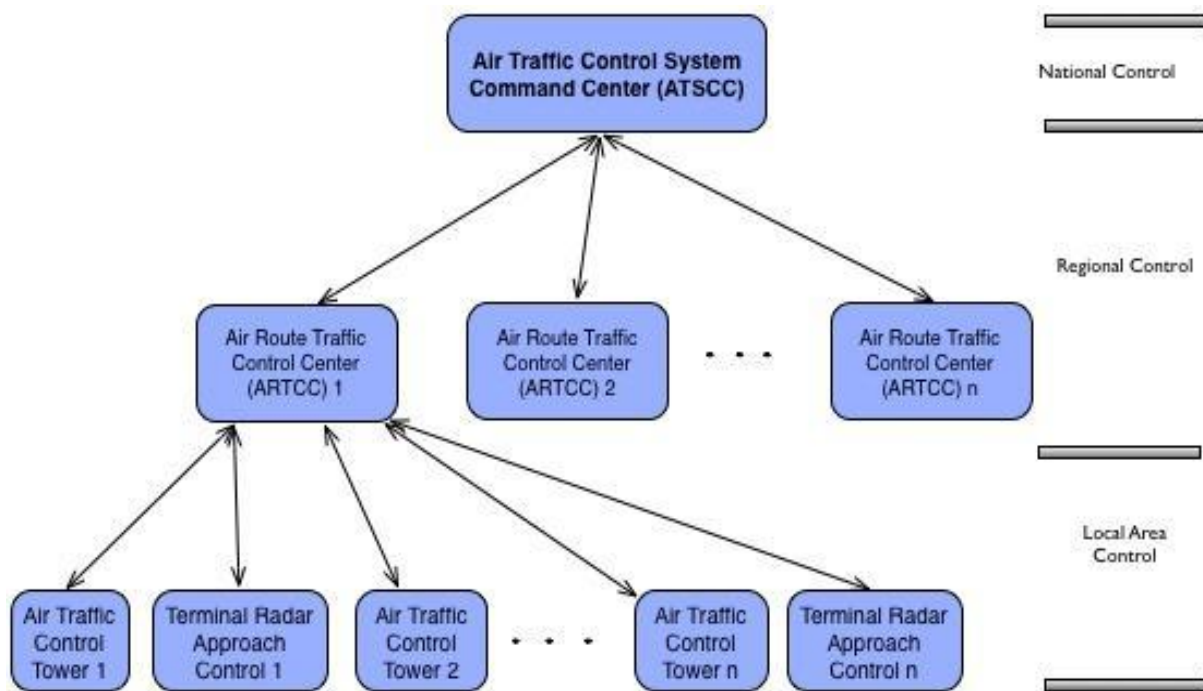 Air Traffic Control System
Command Center (ATSCC)
National Control
Regional Control
Air Route Traffic
Control Center
(ARTCC) 1
Air Route Traffic
Control Center
(ARTCC) 2
. . .
Air Route Traffic
Control Center
(ARTCC) n
Local Area
Control
Air Traffic
Control
Tower 1
Terminal Radar
Approach
Control 1
Air Traffic
Control
Tower 2
. . .
Air Traffic
Control
Tower n
Terminal Radar
Approach
Control n